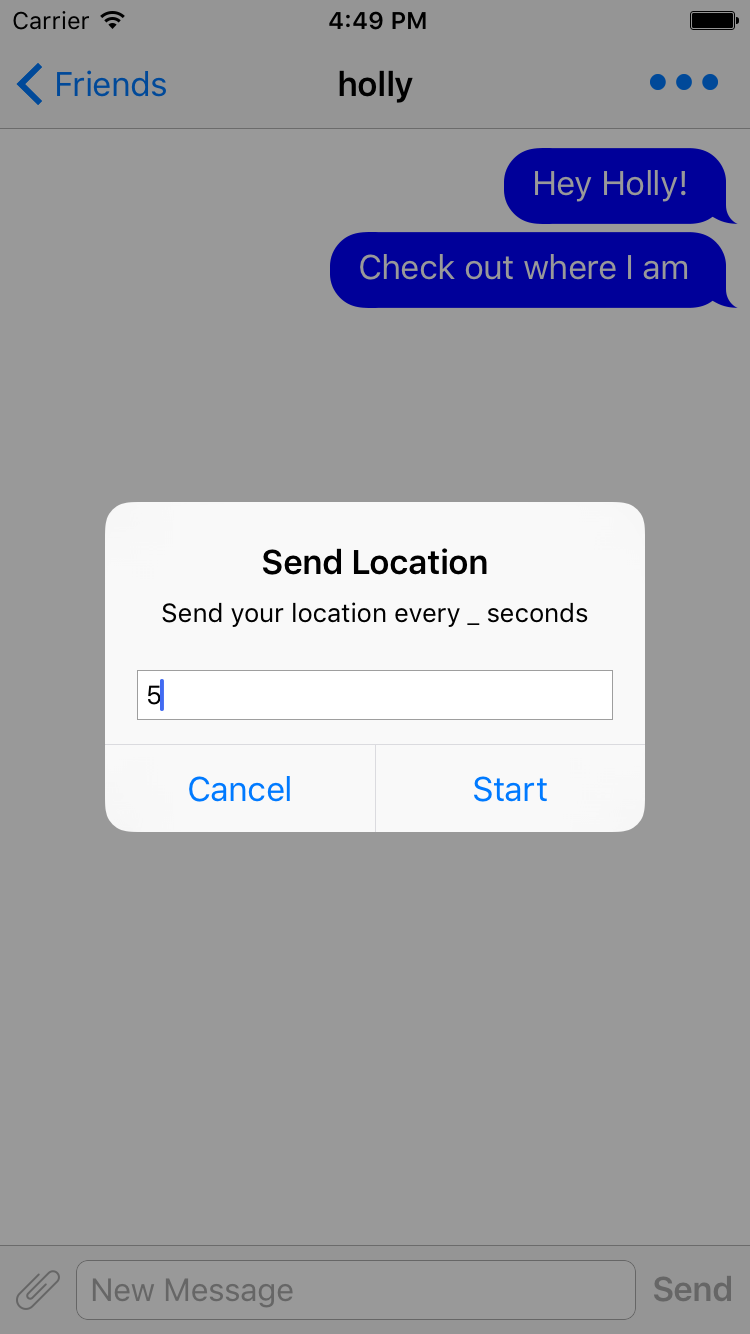 Carrier 4:49 PM
Friends holly
Hey Holly!
Check out where I am
Send Location
Send your location every _ seconds
5
Cancel Start
New Message Send